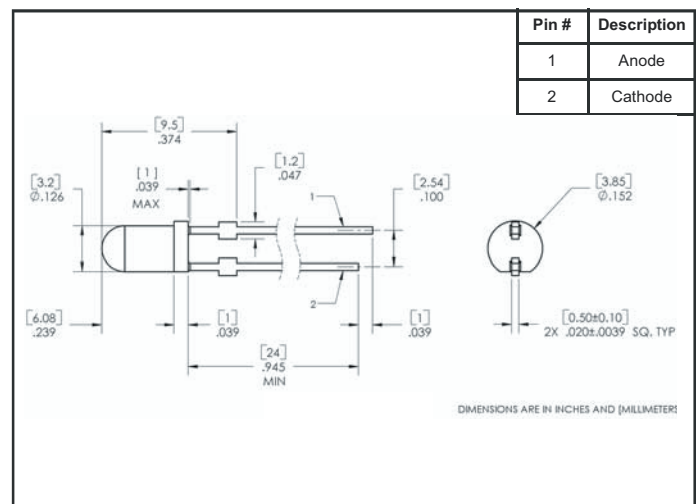 Pin # Description
1 Anode
2 Cathode
[9.5]
.374
[1]
.039
MAX
[1.2]
.047
[3.2]
Ø.126
1
[2.54]
.100
[3.85]
Ø.152
2
[6.08]
.239
[1]
.039
[1]
.039
[0.50±0.10]
2X .020±.0039 SQ. TYP
[24]
.945
MIN
DIMENSIONS ARE IN INCHES AND [MILLIMETERS